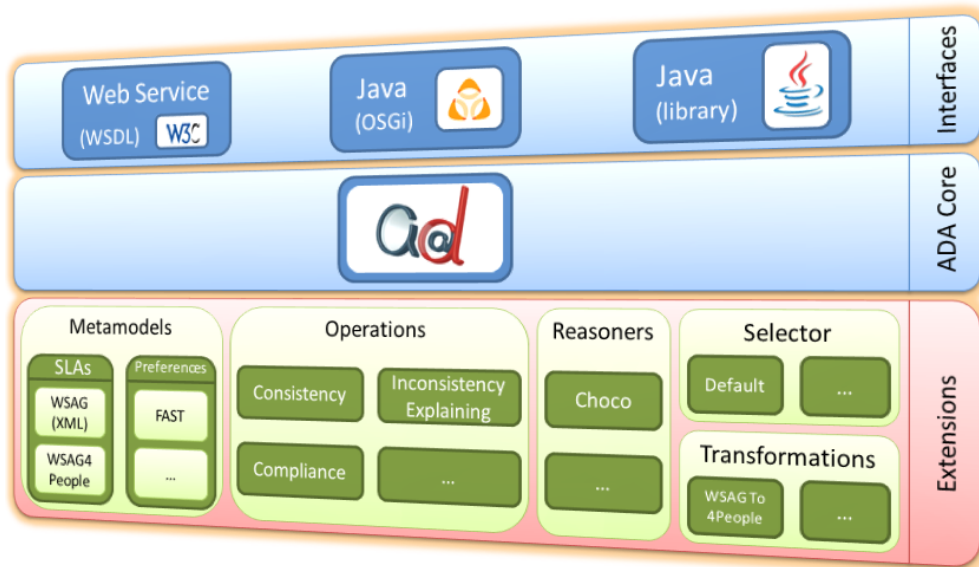 Web Service
(WSDL) W3C
Java
(OSGi)
Java
(library)
Interfaces
a@d
ADA Core
Metamodels
SLAs
WSAG
(XML)
WSAG4
People
Preferences
FAST
...
Operations
Consistency
Inconsistency
Explaining
Compliance
...
Reasoners
Choco
...
Selector
Default
...
Transformations
WSAG To
4People
...
Extensions